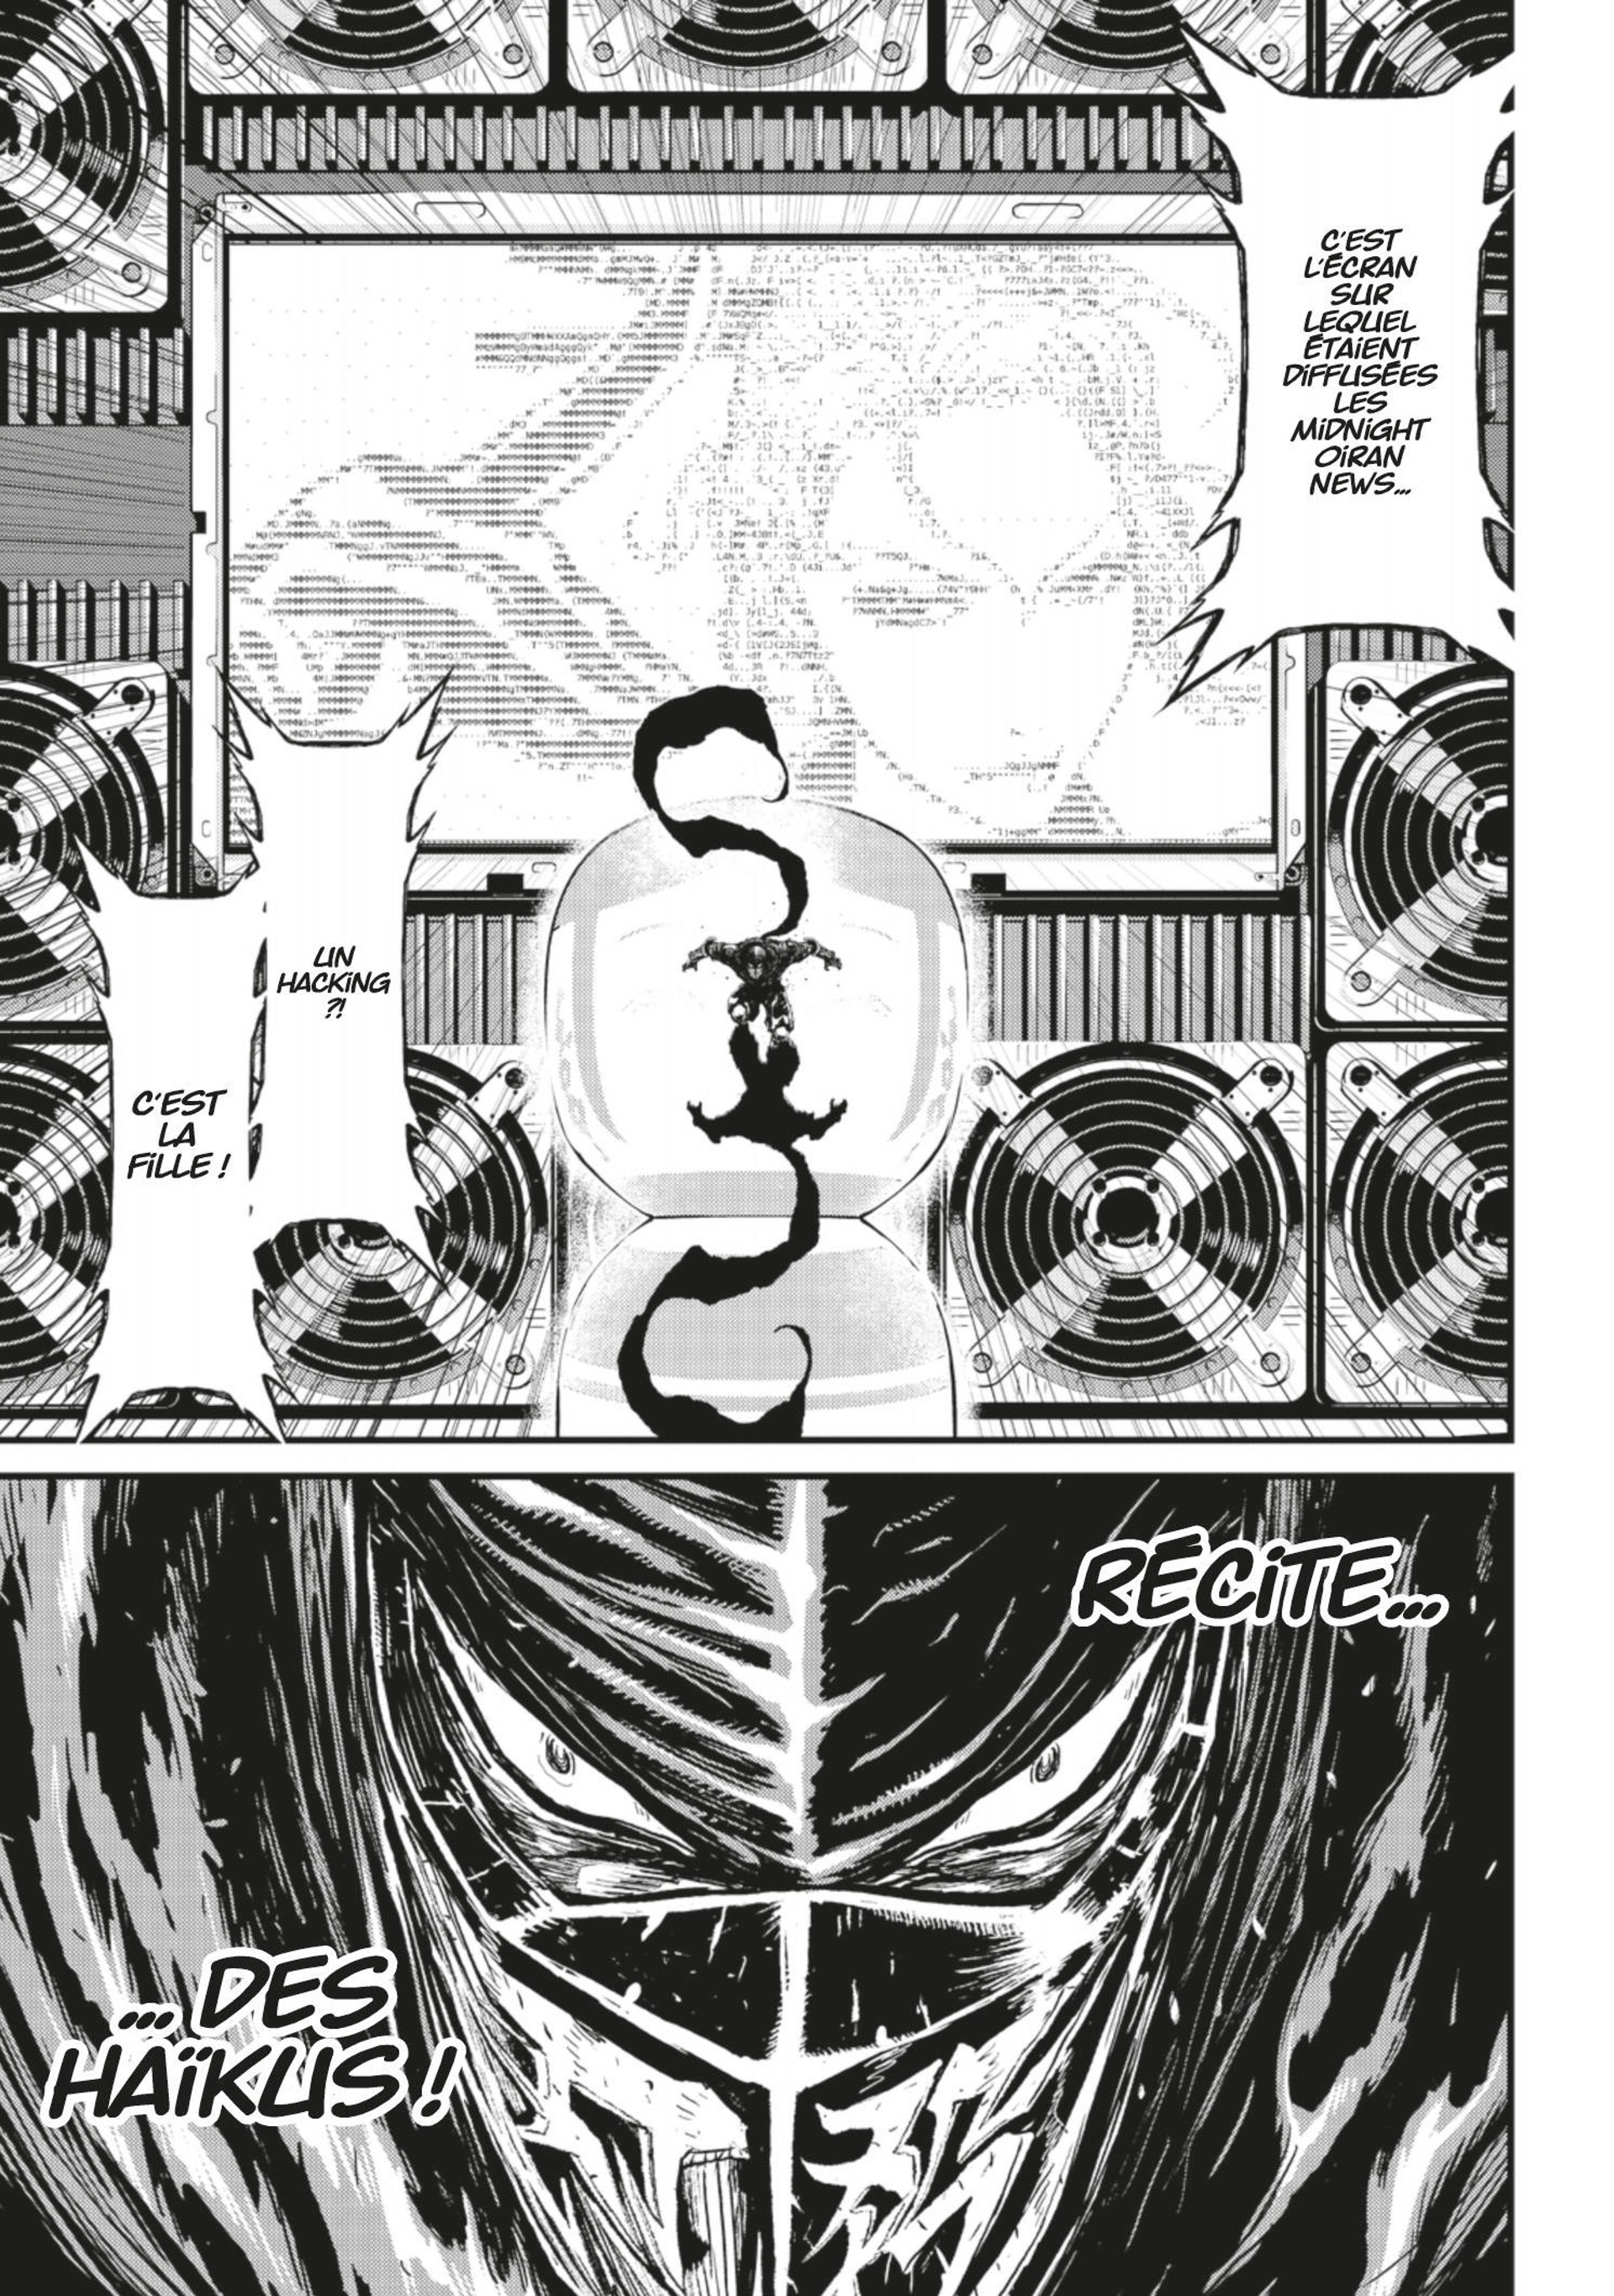 C'EST
L'ÉCRAN
SUR
LEQUEL
ÉTAIENT
DIFFUSÉES
LES
MIDNIGHT
OIRAN
NEWS...
UN
HACKING
?!
C'EST
LA
FILLE !
RÉCITE...
... DES
HAÏKUS !